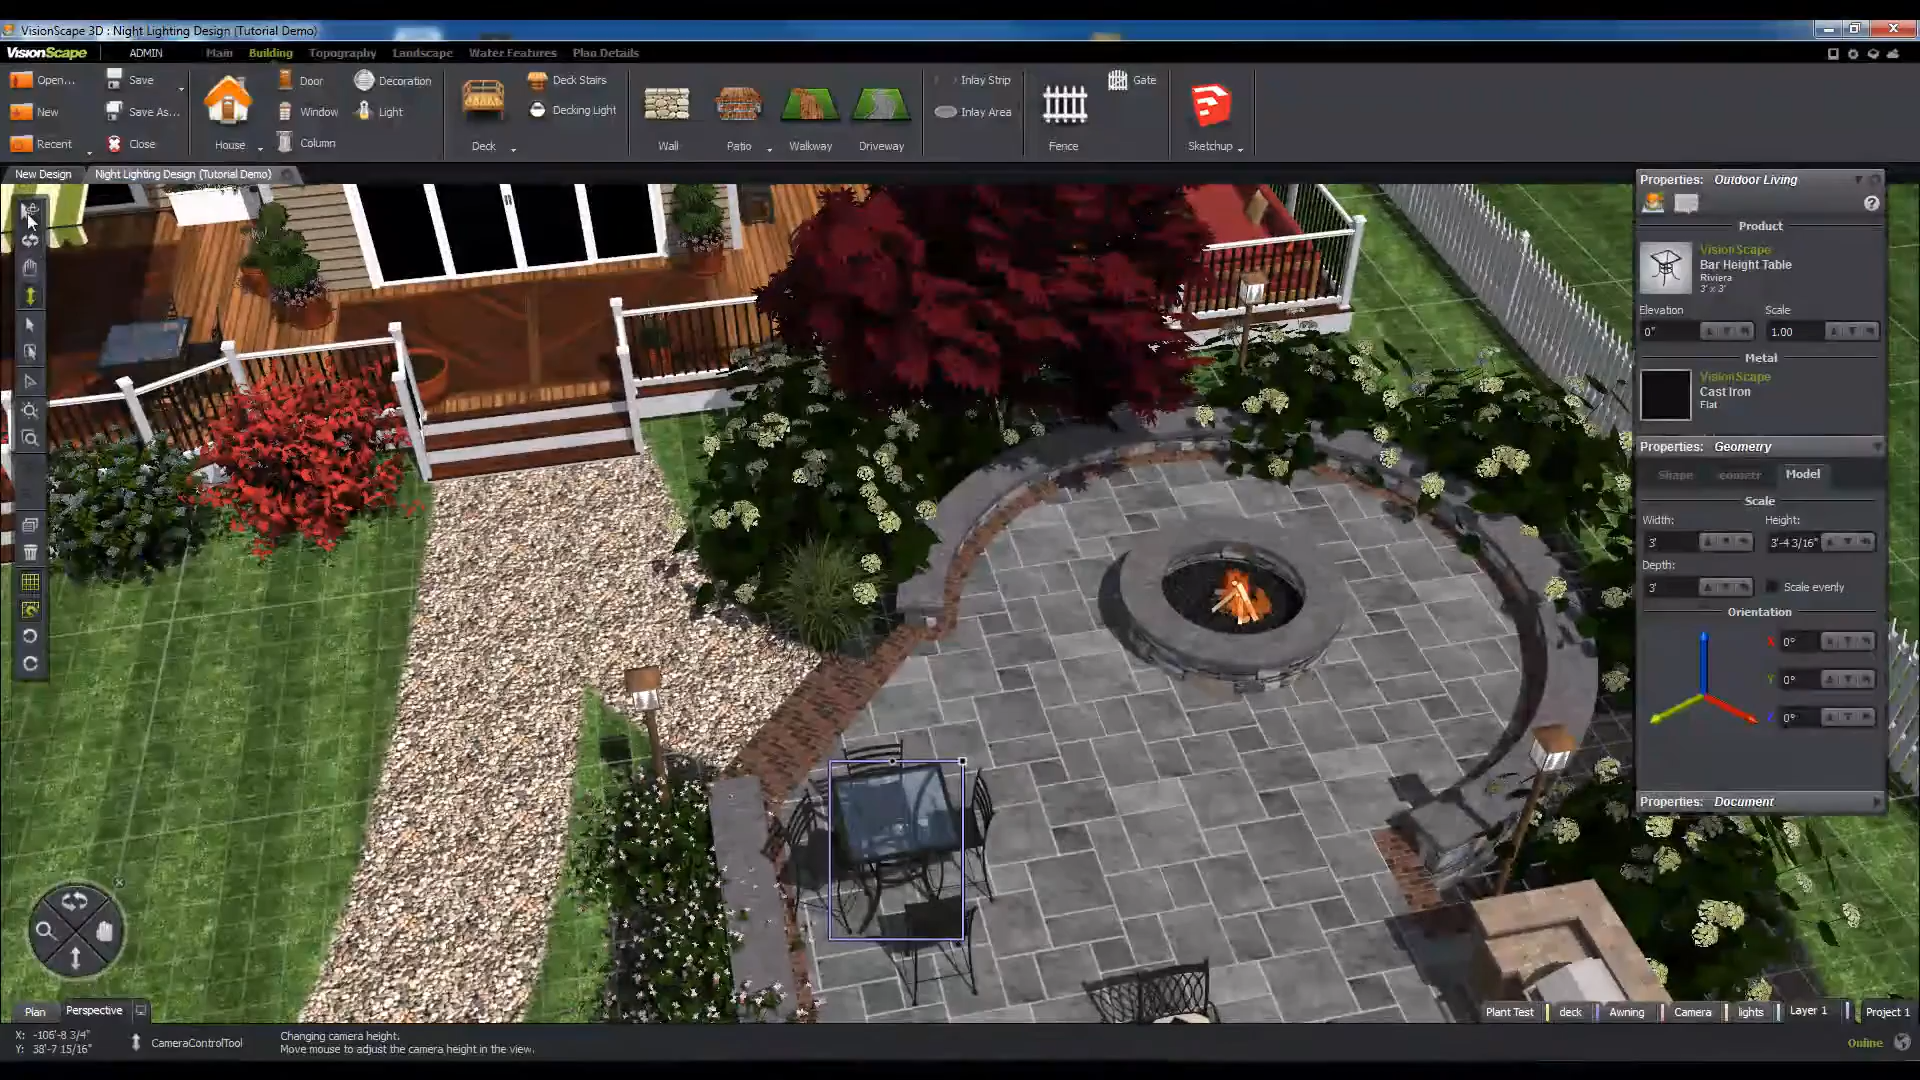 VisionScape 3D : Night Lighting Design (Tutorial Demo)
VisionScape ADMIN Main Building Topography Landscape Water Features Plan Details
Open... Save Door Decoration Deck Stairs Inlay Strip Gate
New Save As... Window Light Decking Light Inlay Area
Recent Close House Column Deck Wall Patio Walkway Driveway Fence Sketchup
New Design Night Lighting Design (Tutorial Demo)
Properties: Outdoor Living
?
Product
VisionScape
Bar Height Table
Riviera
3' x 3'
Elevation Scale
0" 1.00
Metal
VisionScape
Cast Iron
Flat
Properties: Geometry
Shape eometr Model
Scale
Width: Height:
3' 3'-4 3/16"
Depth:
3' Scale evenly
Orientation
X 0°
Y 0°
Z 0°
Properties: Document
Plan Perspective
Plant Test deck Awning Camera lights Layer 1 Project 1
X: -106'-8 3/4"
Y: 38'-7 15/16"
CameraControlTool
Changing camera height.
Move mouse to adjust the camera height in the view.
Online